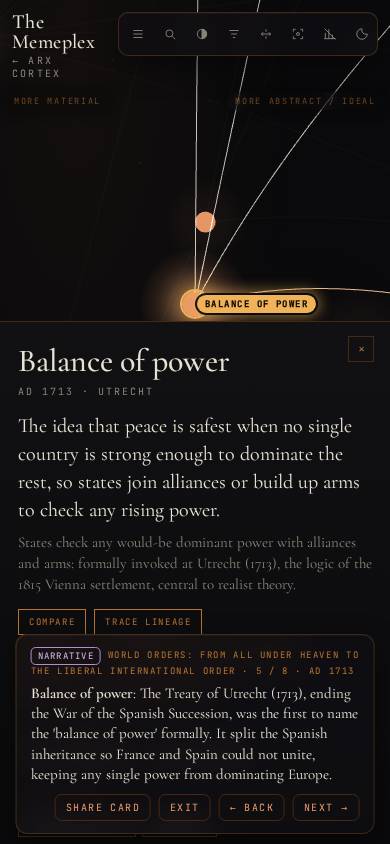 The
Memeplex
← ARX
CORTEX
MORE MATERIAL
MORE ABSTRACT / IDEAL
BALANCE OF POWER
Balance of power
×
AD 1713 · UTRECHT
The idea that peace is safest when no single
country is strong enough to dominate the
rest, so states join alliances or build up arms
to check any rising power.
States check any would-be dominant power with alliances
and arms: formally invoked at Utrecht (1713), the logic of the
1815 Vienna settlement, central to realist theory.
COMPARE
TRACE LINEAGE
NARRATIVE WORLD ORDERS: FROM ALL UNDER HEAVEN TO
THE LIBERAL INTERNATIONAL ORDER · 5 / 8 · AD 1713
Balance of power: The Treaty of Utrecht (1713), ending
the War of the Spanish Succession, was the first to name
the 'balance of power' formally. It split the Spanish
inheritance so France and Spain could not unite,
keeping any single power from dominating Europe.
SHARE CARD
EXIT
← BACK
NEXT →